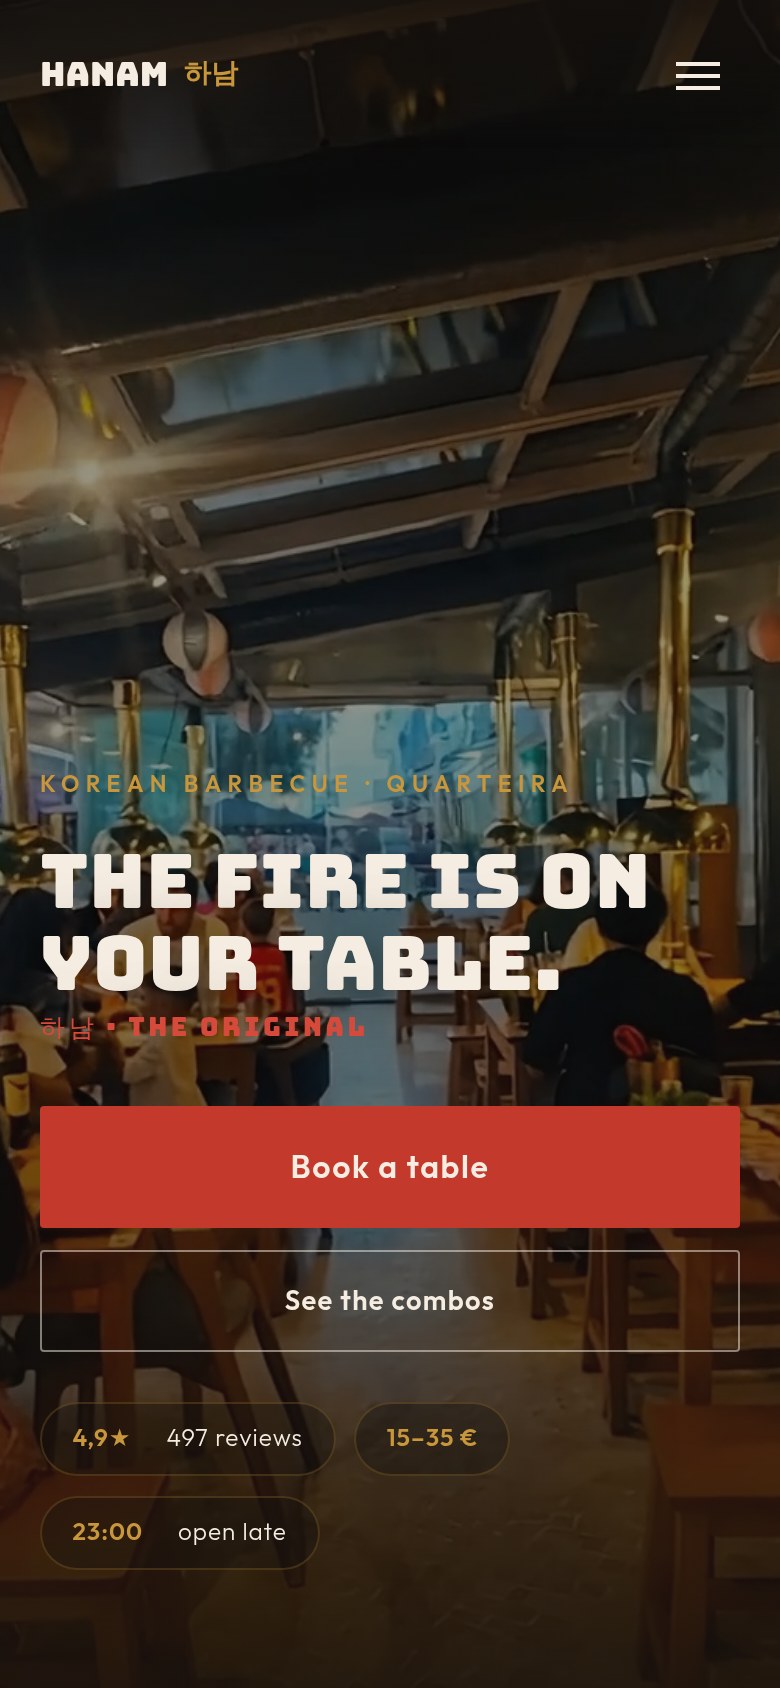 HANAM 하남
KOREAN BARBECUE · QUARTEIRA
THE FIRE IS ON
YOUR TABLE.
하남 · THE ORIGINAL
Book a table
See the combos
4,9★ 497 reviews
15–35 €
23:00 open late
9